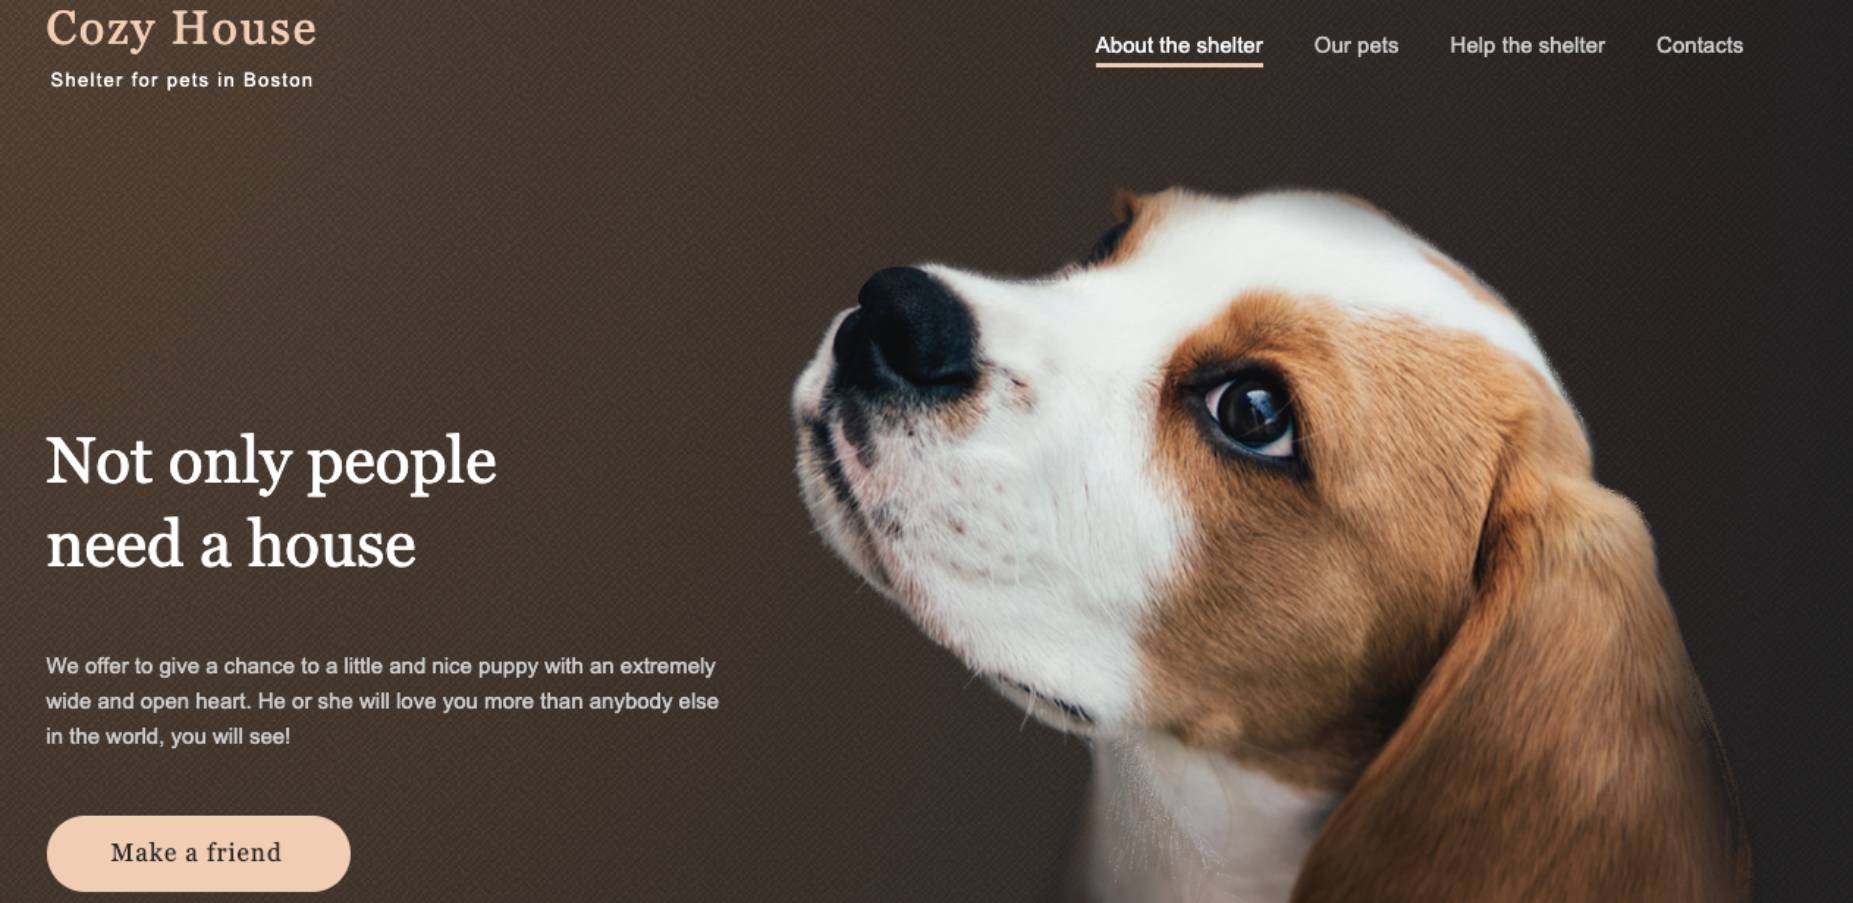 Cozy House
Shelter for pets in Boston
About the shelter
Our pets
Help the shelter
Contacts
Not only people
need a house
We offer to give a chance to a little and nice puppy with an extremely
wide and open heart. He or she will love you more than anybody else
in the world, you will see!
Make a friend